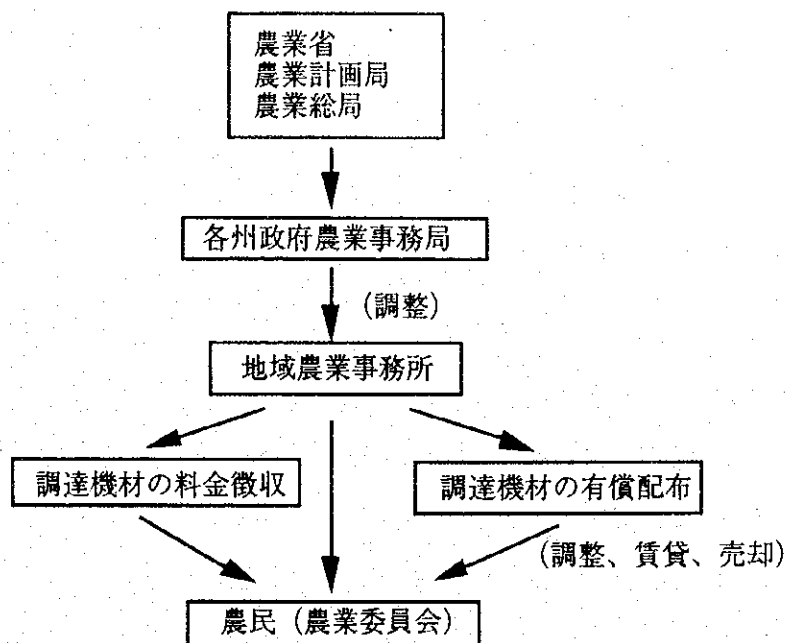 農業省
農業計画局
農業総局
各州政府農業事務局
(調整)
地域農業事務所
調達機材の料金徴収
調達機材の有償配布
(調整、賃貸、売却)
農民(農業委員会)